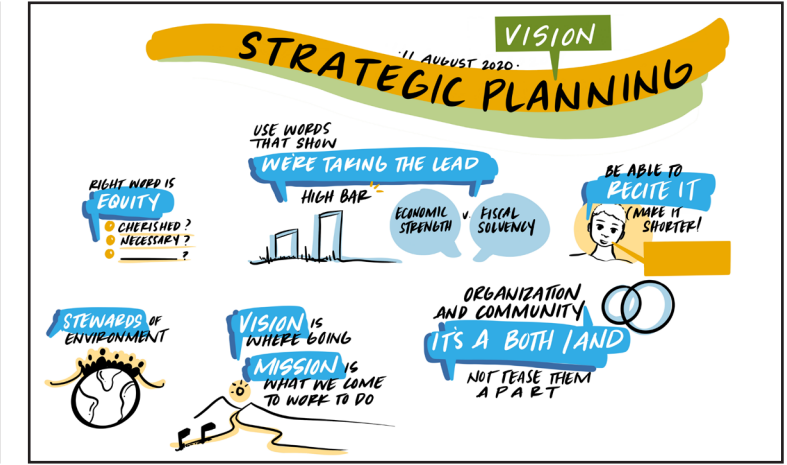 VISION
11 AUGUST 2020.
STRATEGIC PLANNING
RIGHT WORD IS
EQUITY
CHERISHED?
NECESSARY?
________?
USE WORDS
THAT SHOW
WE'RE TAKING THE LEAD
HIGH BAR
ECONOMIC
STRENGTH
V.
FISCAL
SOLVENCY
BE ABLE TO
RECITE IT
(MAKE IT
SHORTER!
STEWARDS OF
ENVIRONMENT
VISION IS
WHERE GOING
MISSION IS
WHAT WE COME
TO WORK TO DO
ORGANIZATION
AND COMMUNITY
IT'S A BOTH/AND
NOT TEASE THEM
APART